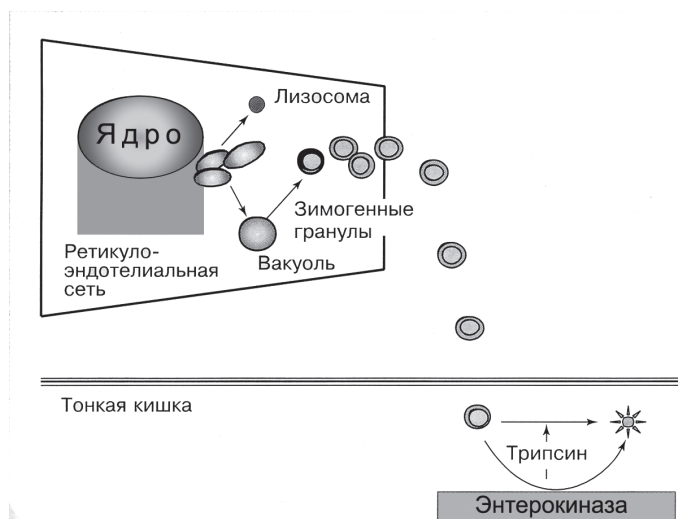 Лизосома
Ядро
Зимогенные
гранулы
Ретикуло-
эндотелиальная
сеть
Вакуоль
Тонкая кишка
Трипсин
Энтерокиназа